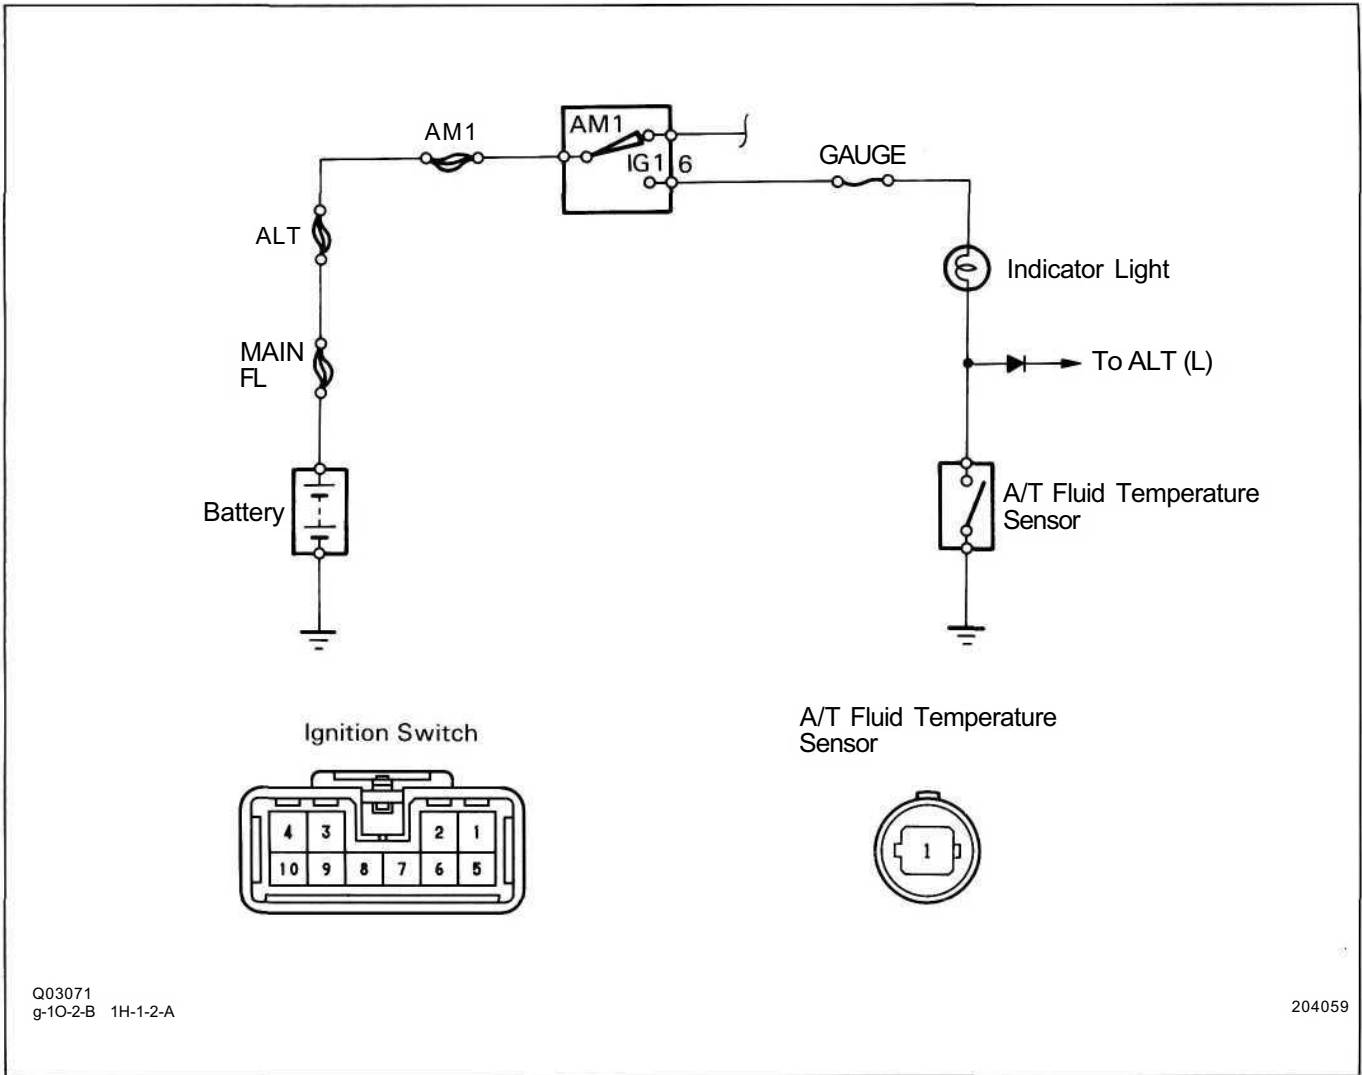 AM1
AM1
IG1 6
GAUGE
ALT
Indicator Light
MAIN
FL
To ALT (L)
Battery
A/T Fluid Temperature
Sensor
Ignition Switch
A/T Fluid Temperature
Sensor
4 3 2 1
10 9 8 7 6 5
1
Q03071
g-1O-2-B 1H-1-2-A
204059